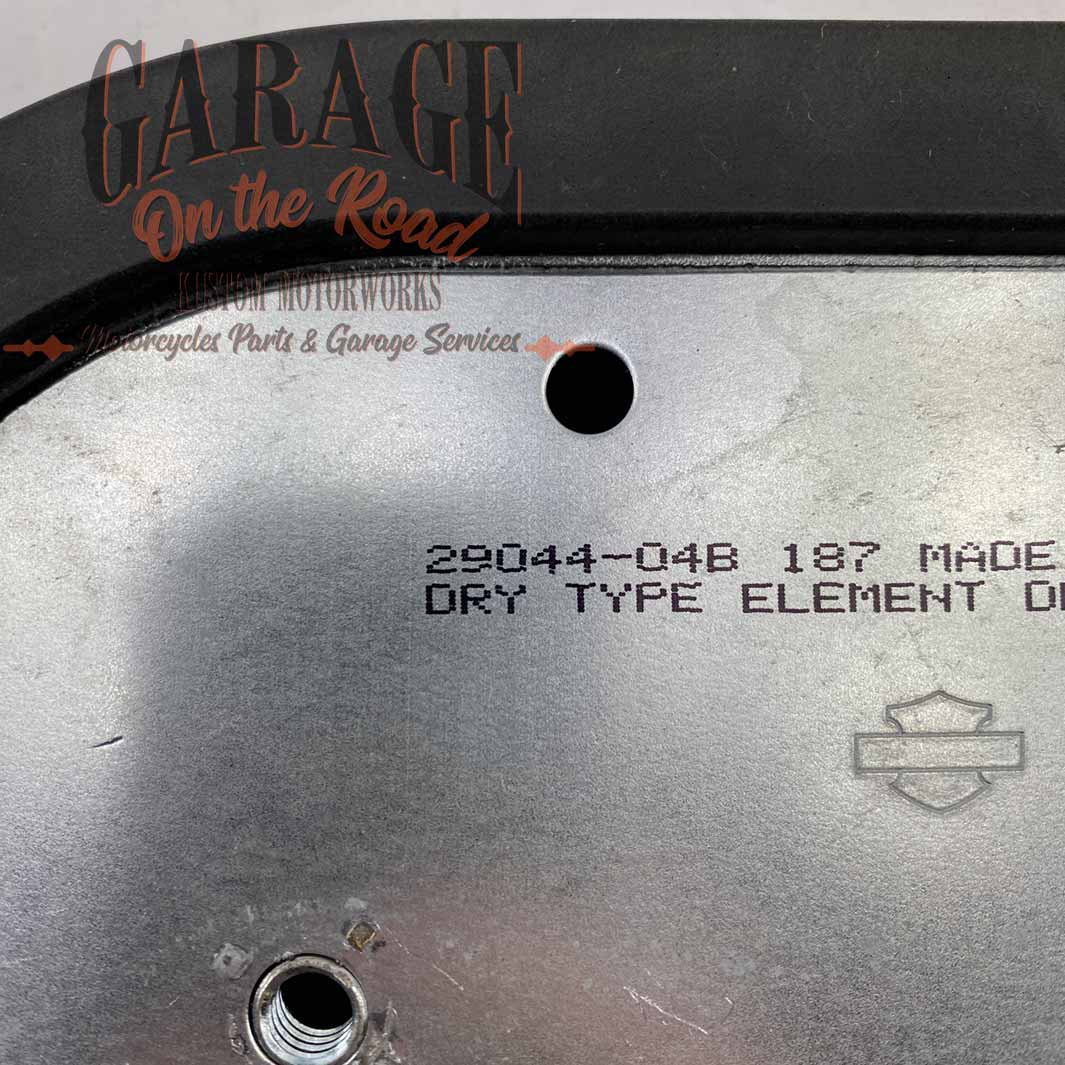 GARAGE
On the Road
KUSTOM MOTORWORKS
Motorcycles Parts & Garage Services
29044-04B 187 MADE
DRY TYPE ELEMENT